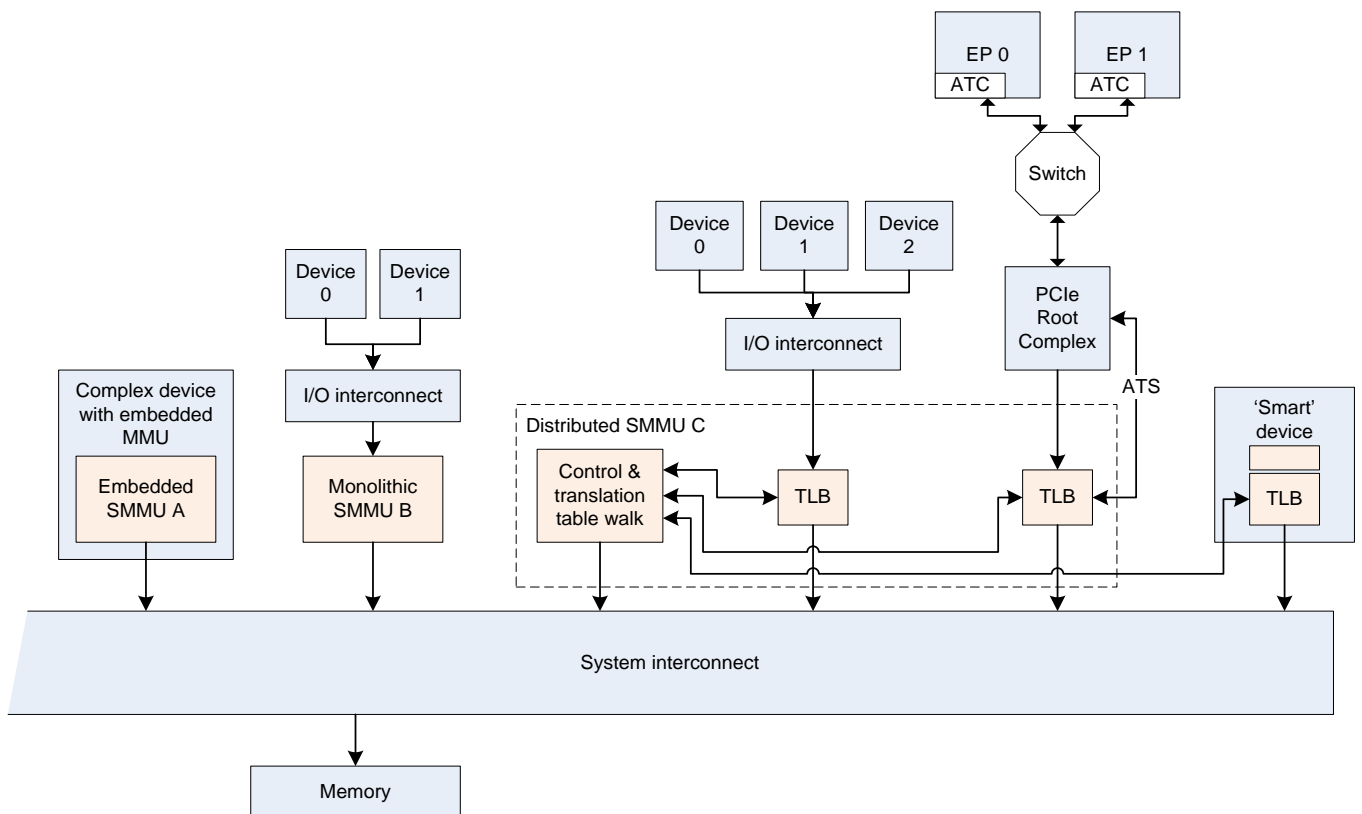 EP 0
ATC
EP 1
ATC
Switch
Device
0
Device
1
Device
2
Device
0
Device
1
PCIe
Root
Complex
I/O interconnect
ATS
I/O interconnect
Complex device
with embedded
MMU
Embedded
SMMU A
Monolithic
SMMU B
Distributed SMMU C
Control &
translation
table walk
TLB
TLB
‘Smart’
device
TLB
System interconnect
Memory